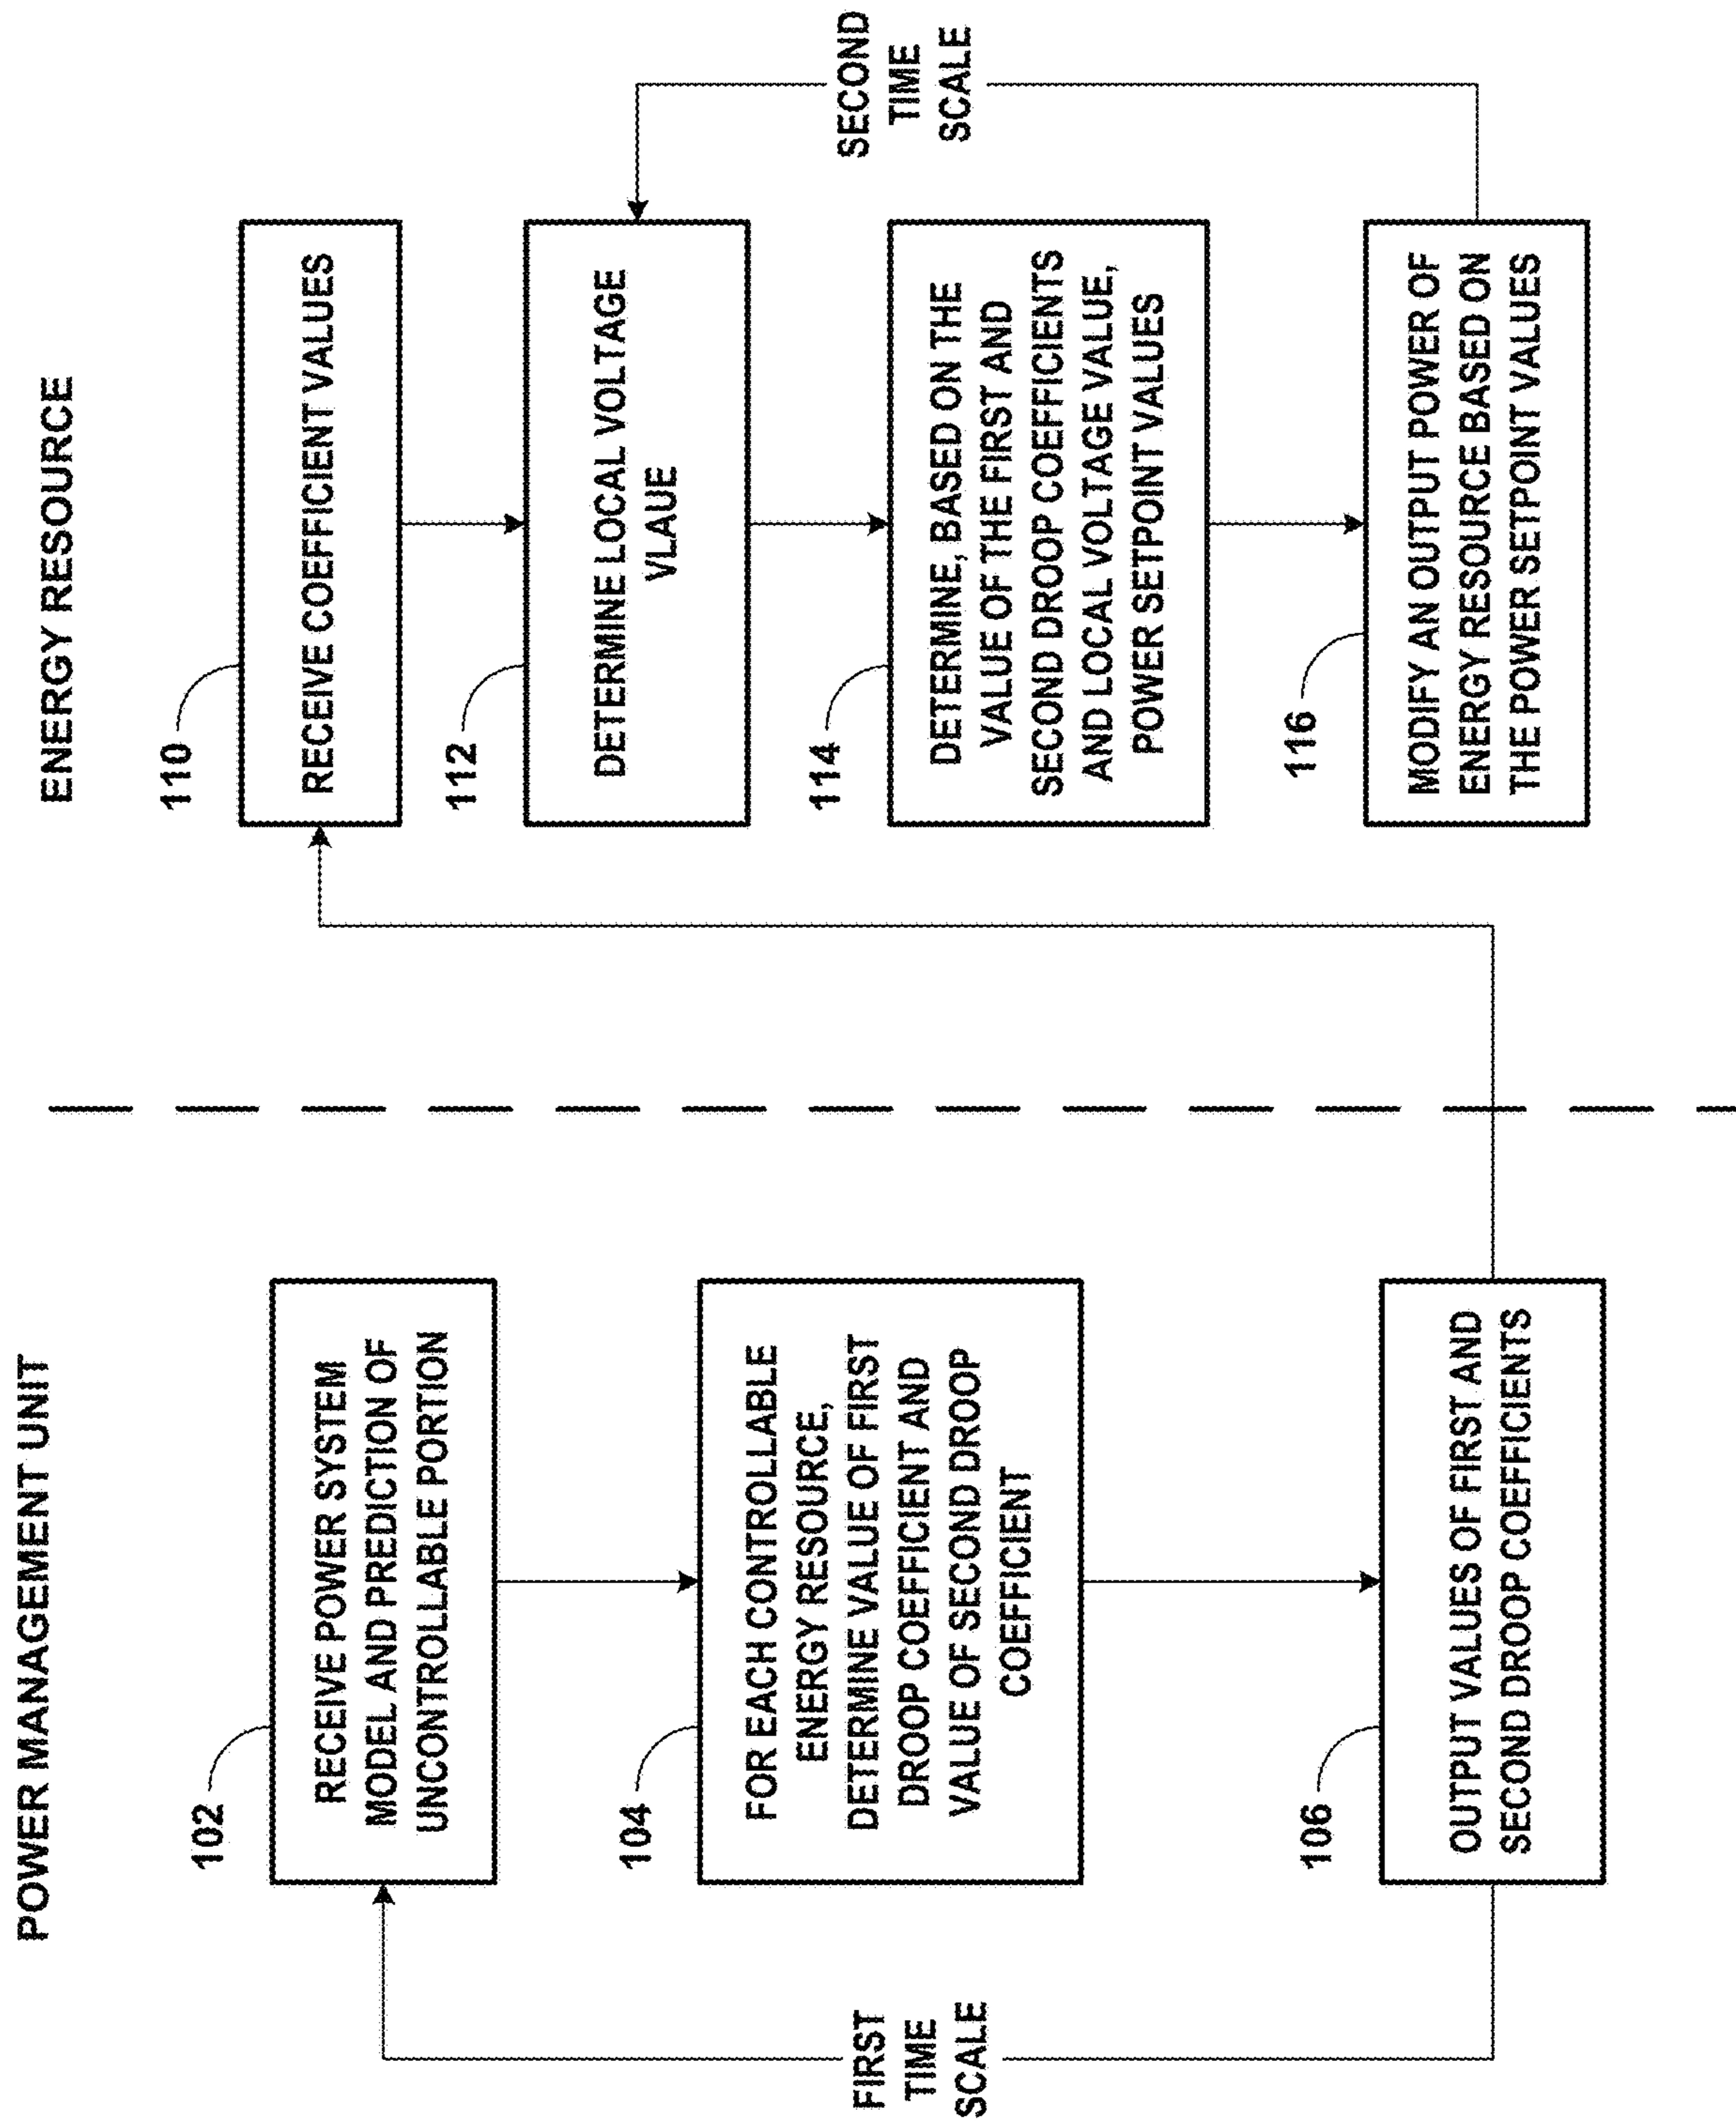 POWER MANAGEMENT UNIT
102
RECEIVE POWER SYSTEM
MODEL AND PREDICTION OF
UNCONTROLLABLE PORTION
104
FOR EACH CONTROLLABLE
ENERGY RESOURCE,
DETERMINE VALUE OF FIRST
DROOP COEFFICIENT AND
VALUE OF SECOND DROOP
COEFFICIENT
106
OUTPUT VALUES OF FIRST AND
SECOND DROOP COEFFICIENTS
FIRST
TIME
SCALE
ENERGY RESOURCE
110
RECEIVE COEFFICIENT VALUES
112
DETERMINE LOCAL VOLTAGE
VLAUE
114
DETERMINE, BASED ON THE
VALUE OF THE FIRST AND
SECOND DROOP COEFFICIENTS
AND LOCAL VOLTAGE VALUE,
POWER SETPOINT VALUES
116
MODIFY AN OUTPUT POWER OF
ENERGY RESOURCE BASED ON
THE POWER SETPOINT VALUES
SECOND
TIME
SCALE